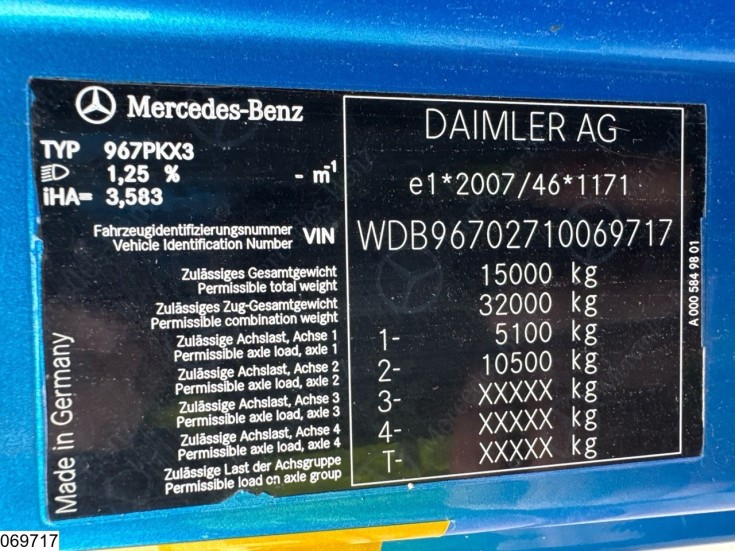 Mercedes-Benz
TYP 967PKX3
1,25 % - m⁻¹
iHA= 3,583
DAIMLER AG
e1*2007/46*1171
Fahrzeugidentifizierungsnummer
Vehicle Identification Number VIN WDB96702710069717
Zulässiges Gesamtgewicht
Permissible total weight 15000 kg
Zulässiges Zug-Gesamtgewicht
Permissible combination weight 32000 kg
Zulässige Achslast, Achse 1
Permissible axle load, axle 1 1- 5100 kg
Zulässige Achslast, Achse 2
Permissible axle load, axle 2 2- 10500 kg
Zulässige Achslast, Achse 3
Permissible axle load, axle 3 3- XXXXX kg
Zulässige Achslast, Achse 4
Permissible axle load, axle 4 4- XXXXX kg
Zulässige Last der Achsgruppe
Permissible load on axle group T- XXXXX kg
Made in Germany
A 000 584 98 01
069717